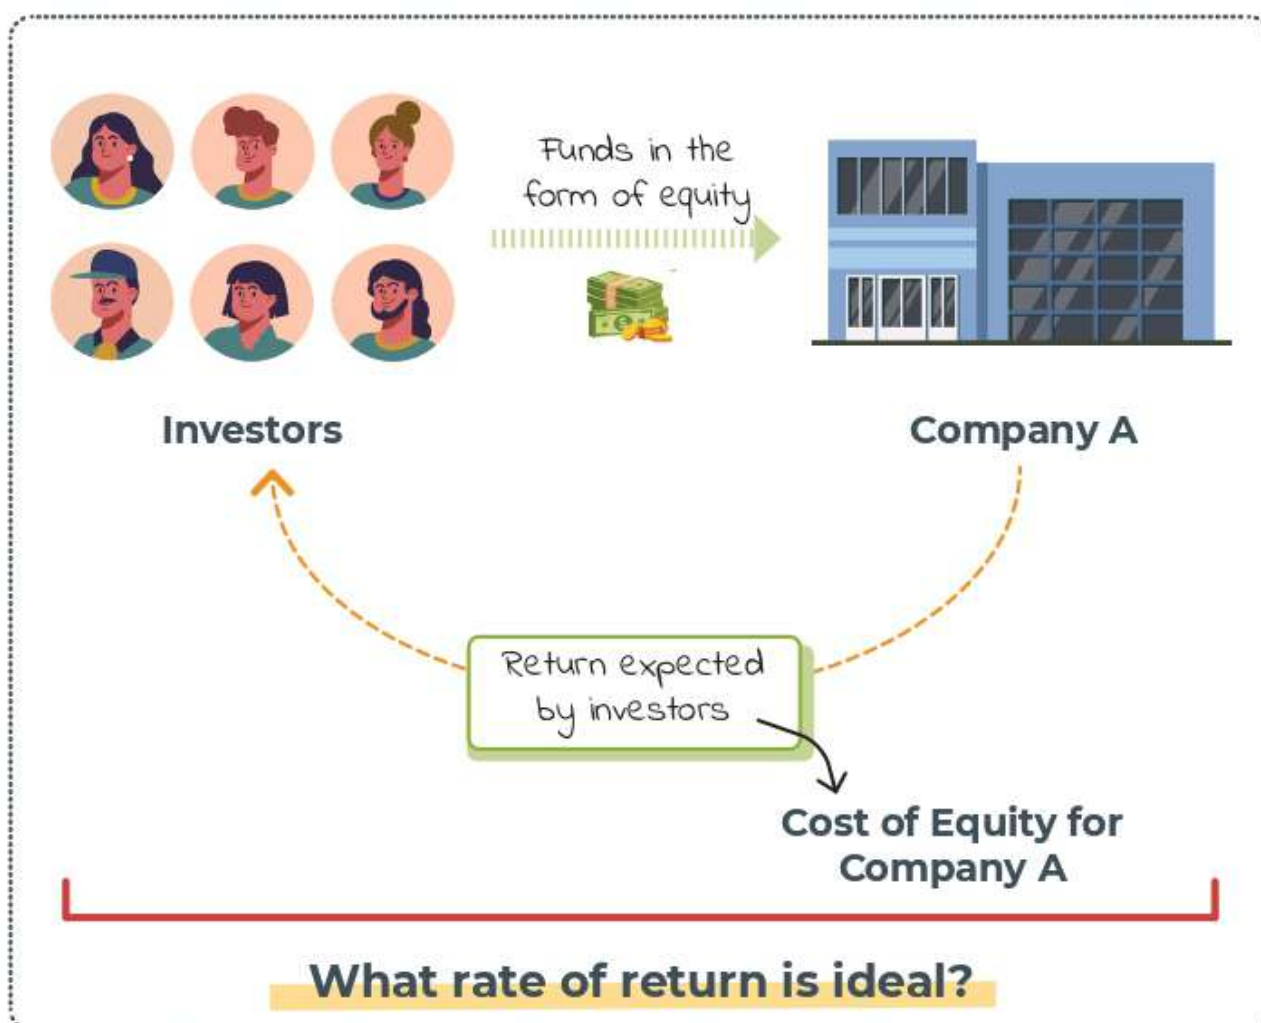 Funds in the
form of equity
Investors
Company A
Return expected
by investors
Cost of Equity for
Company A
What rate of return is ideal?